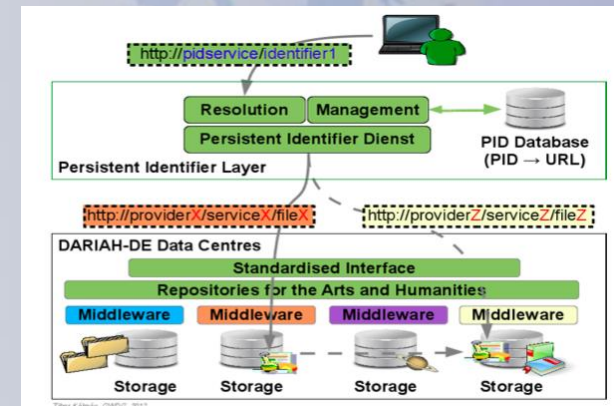 http://pidservice/identifier1
Resolution
Management
Persistent Identifier Dienst
PID Database
(PID → URL)
Persistent Identifier Layer
http://providerX/serviceX/fileX
http://providerZ/serviceZ/fileZ
DARIAH-DE Data Centres
Standardised Interface
Repositories for the Arts and Humanities
Middleware
Middleware
Middleware
Middleware
Storage
Storage
Storage
Storage